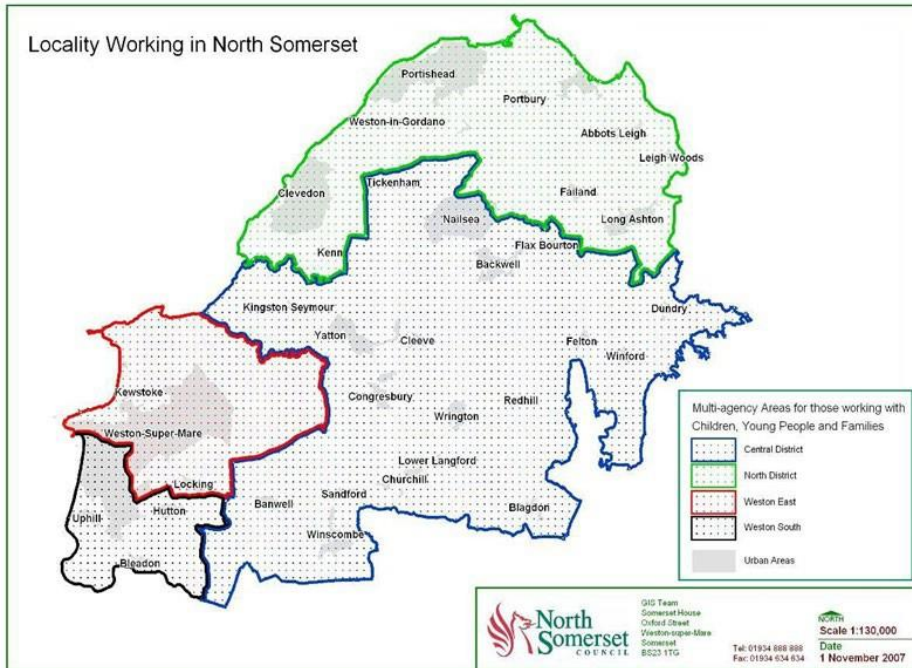 Locality Working in North Somerset
Portishead
Portbury
Weston-in-Gordano
Abbots Leigh
Leigh Woods
Tickenham
Clevedon
Failand
Nailsea
Long Ashton
Kenn
Flax Bourton
Backwell
Kingston Seymour
Dundry
Yatton
Cleeve
Felton
Winford
Kewstoke
Congresbury
Redhill
Wrington
Weston-Super-Mare
Lower Langford
Churchill
Locking
Sandford
Banwell
Blagdon
Hutton
Uphill
Winscombe
Bleadon
Multi-agency Areas for those working with
Children, Young People and Families
Central District
North District
Weston East
Weston South
Urban Areas
North
Somerset
COUNCIL
GIS Team
Somerset House
Oxford Street
Weston-super-Mare
Somerset
BS23 1TG
Tel: 01934 888 888
Fax: 01934 634 634
NORTH
Scale 1:130,000
Date
1 November 2007